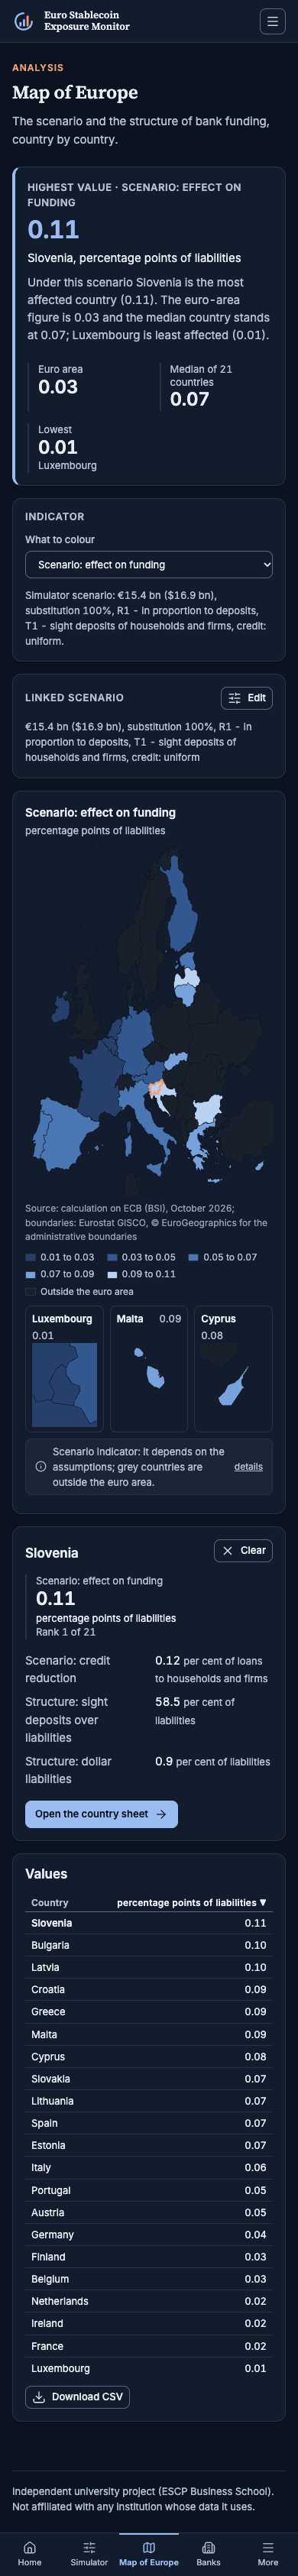 Euro Stablecoin
Exposure Monitor
ANALYSIS
Map of Europe
The scenario and the structure of bank funding,
country by country.
HIGHEST VALUE · SCENARIO: EFFECT ON
FUNDING
0.11
Slovenia, percentage points of liabilities
Under this scenario Slovenia is the most
affected country (0.11). The euro-area
figure is 0.03 and the median country stands
at 0.07; Luxembourg is least affected (0.01).
Euro area
0.03
Median of 21
countries
0.07
Lowest
0.01
Luxembourg
INDICATOR
What to colour
Scenario: effect on funding
Simulator scenario: €15.4 bn ($16.9 bn),
substitution 100%, R1 - In proportion to deposits,
T1 - sight deposits of households and firms, credit:
uniform.
LINKED SCENARIO
Edit
€15.4 bn ($16.9 bn), substitution 100%, R1 - In
proportion to deposits, T1 - sight deposits of
households and firms, credit: uniform
Scenario: effect on funding
percentage points of liabilities
Source: calculation on ECB (BSI), October 2026;
boundaries: Eurostat GISCO, © EuroGeographics for the
administrative boundaries
0.01 to 0.03 0.03 to 0.05 0.05 to 0.07
0.07 to 0.09 0.09 to 0.11
Outside the euro area
Luxembourg
0.01
Malta 0.09
Cyprus
0.08
Scenario indicator: it depends on the
assumptions; grey countries are
outside the euro area.
details
Slovenia
Clear
Scenario: effect on funding
0.11
percentage points of liabilities
Rank 1 of 21
Scenario: credit
reduction
0.12 per cent of loans
to households and firms
Structure: sight
deposits over
liabilities
58.5 per cent of
liabilities
Structure: dollar
liabilities
0.9 per cent of liabilities
Open the country sheet
Values
Country percentage points of liabilities ▼
Slovenia 0.11
Bulgaria 0.10
Latvia 0.10
Croatia 0.09
Greece 0.09
Malta 0.09
Cyprus 0.08
Slovakia 0.07
Lithuania 0.07
Spain 0.07
Estonia 0.07
Italy 0.06
Portugal 0.05
Austria 0.05
Germany 0.04
Finland 0.03
Belgium 0.03
Netherlands 0.02
Ireland 0.02
France 0.02
Luxembourg 0.01
Download CSV
Independent university project (ESCP Business School).
Not affiliated with any institution whose data it uses.
Home Simulator Map of Europe Banks More